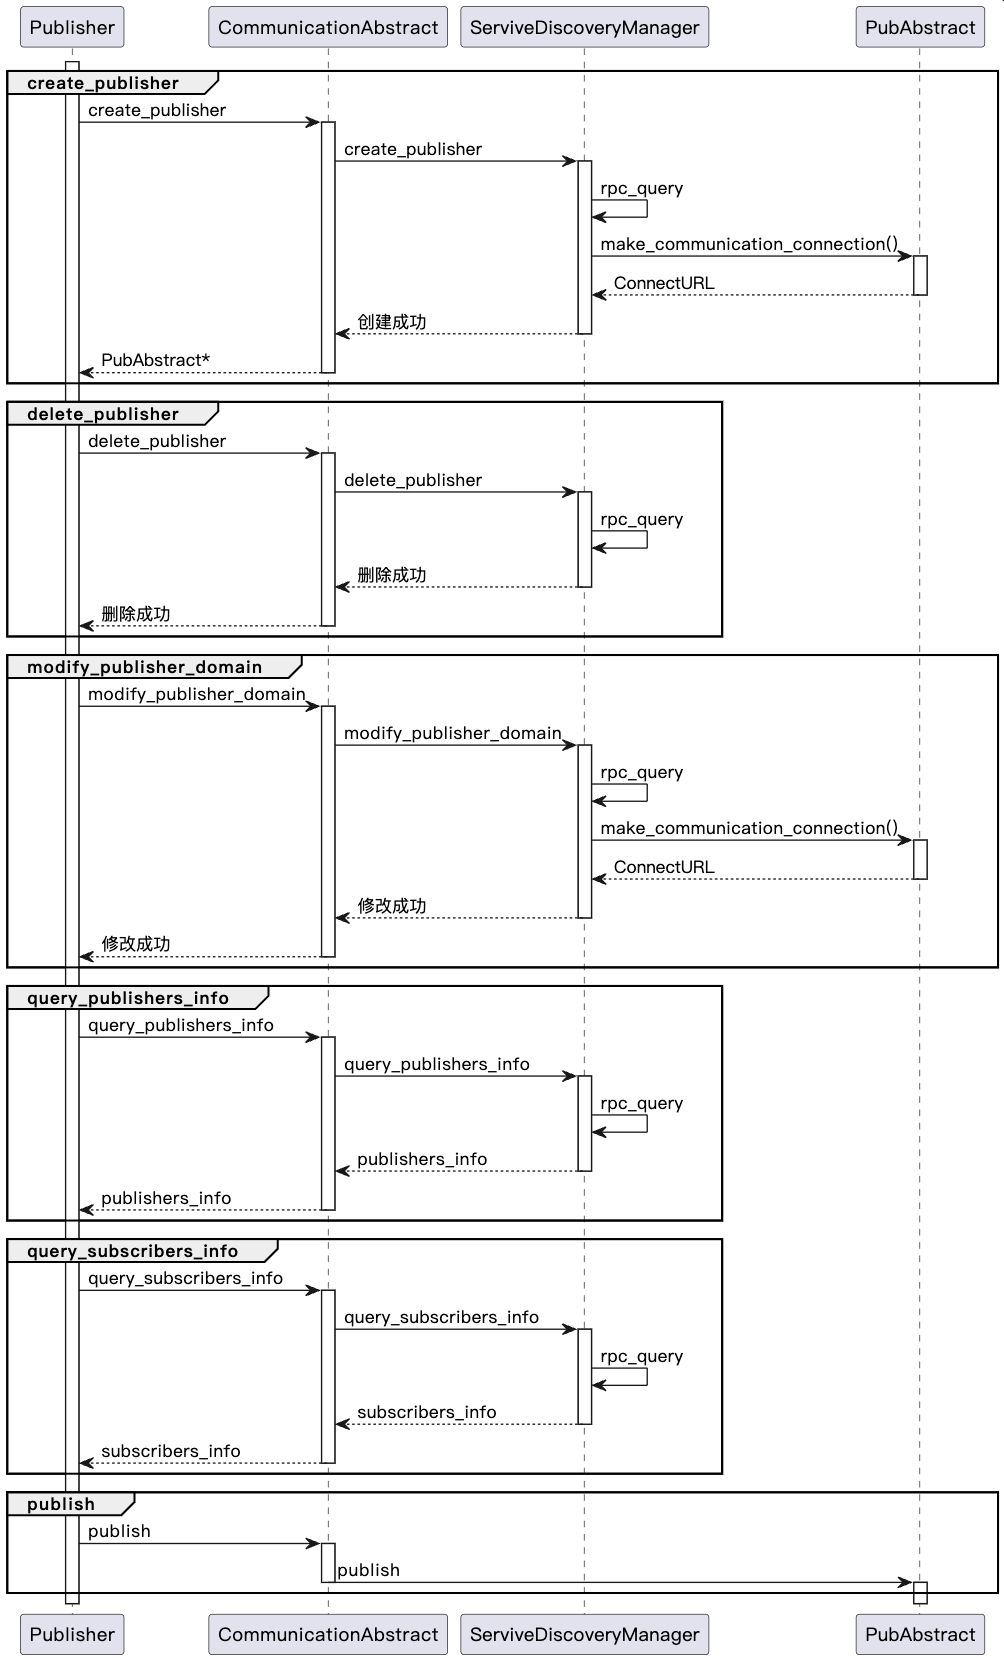 Publisher
CommunicationAbstract
ServiveDiscoveryManager
PubAbstract
create_publisher
create_publisher
create_publisher
rpc_query
make_communication_connection()
ConnectURL
创建成功
PubAbstract*
delete_publisher
delete_publisher
delete_publisher
rpc_query
删除成功
删除成功
modify_publisher_domain
modify_publisher_domain
modify_publisher_domain
rpc_query
make_communication_connection()
ConnectURL
修改成功
修改成功
query_publishers_info
query_publishers_info
query_publishers_info
rpc_query
publishers_info
publishers_info
query_subscribers_info
query_subscribers_info
query_subscribers_info
rpc_query
subscribers_info
subscribers_info
publish
publish
publish
Publisher
CommunicationAbstract
ServiveDiscoveryManager
PubAbstract